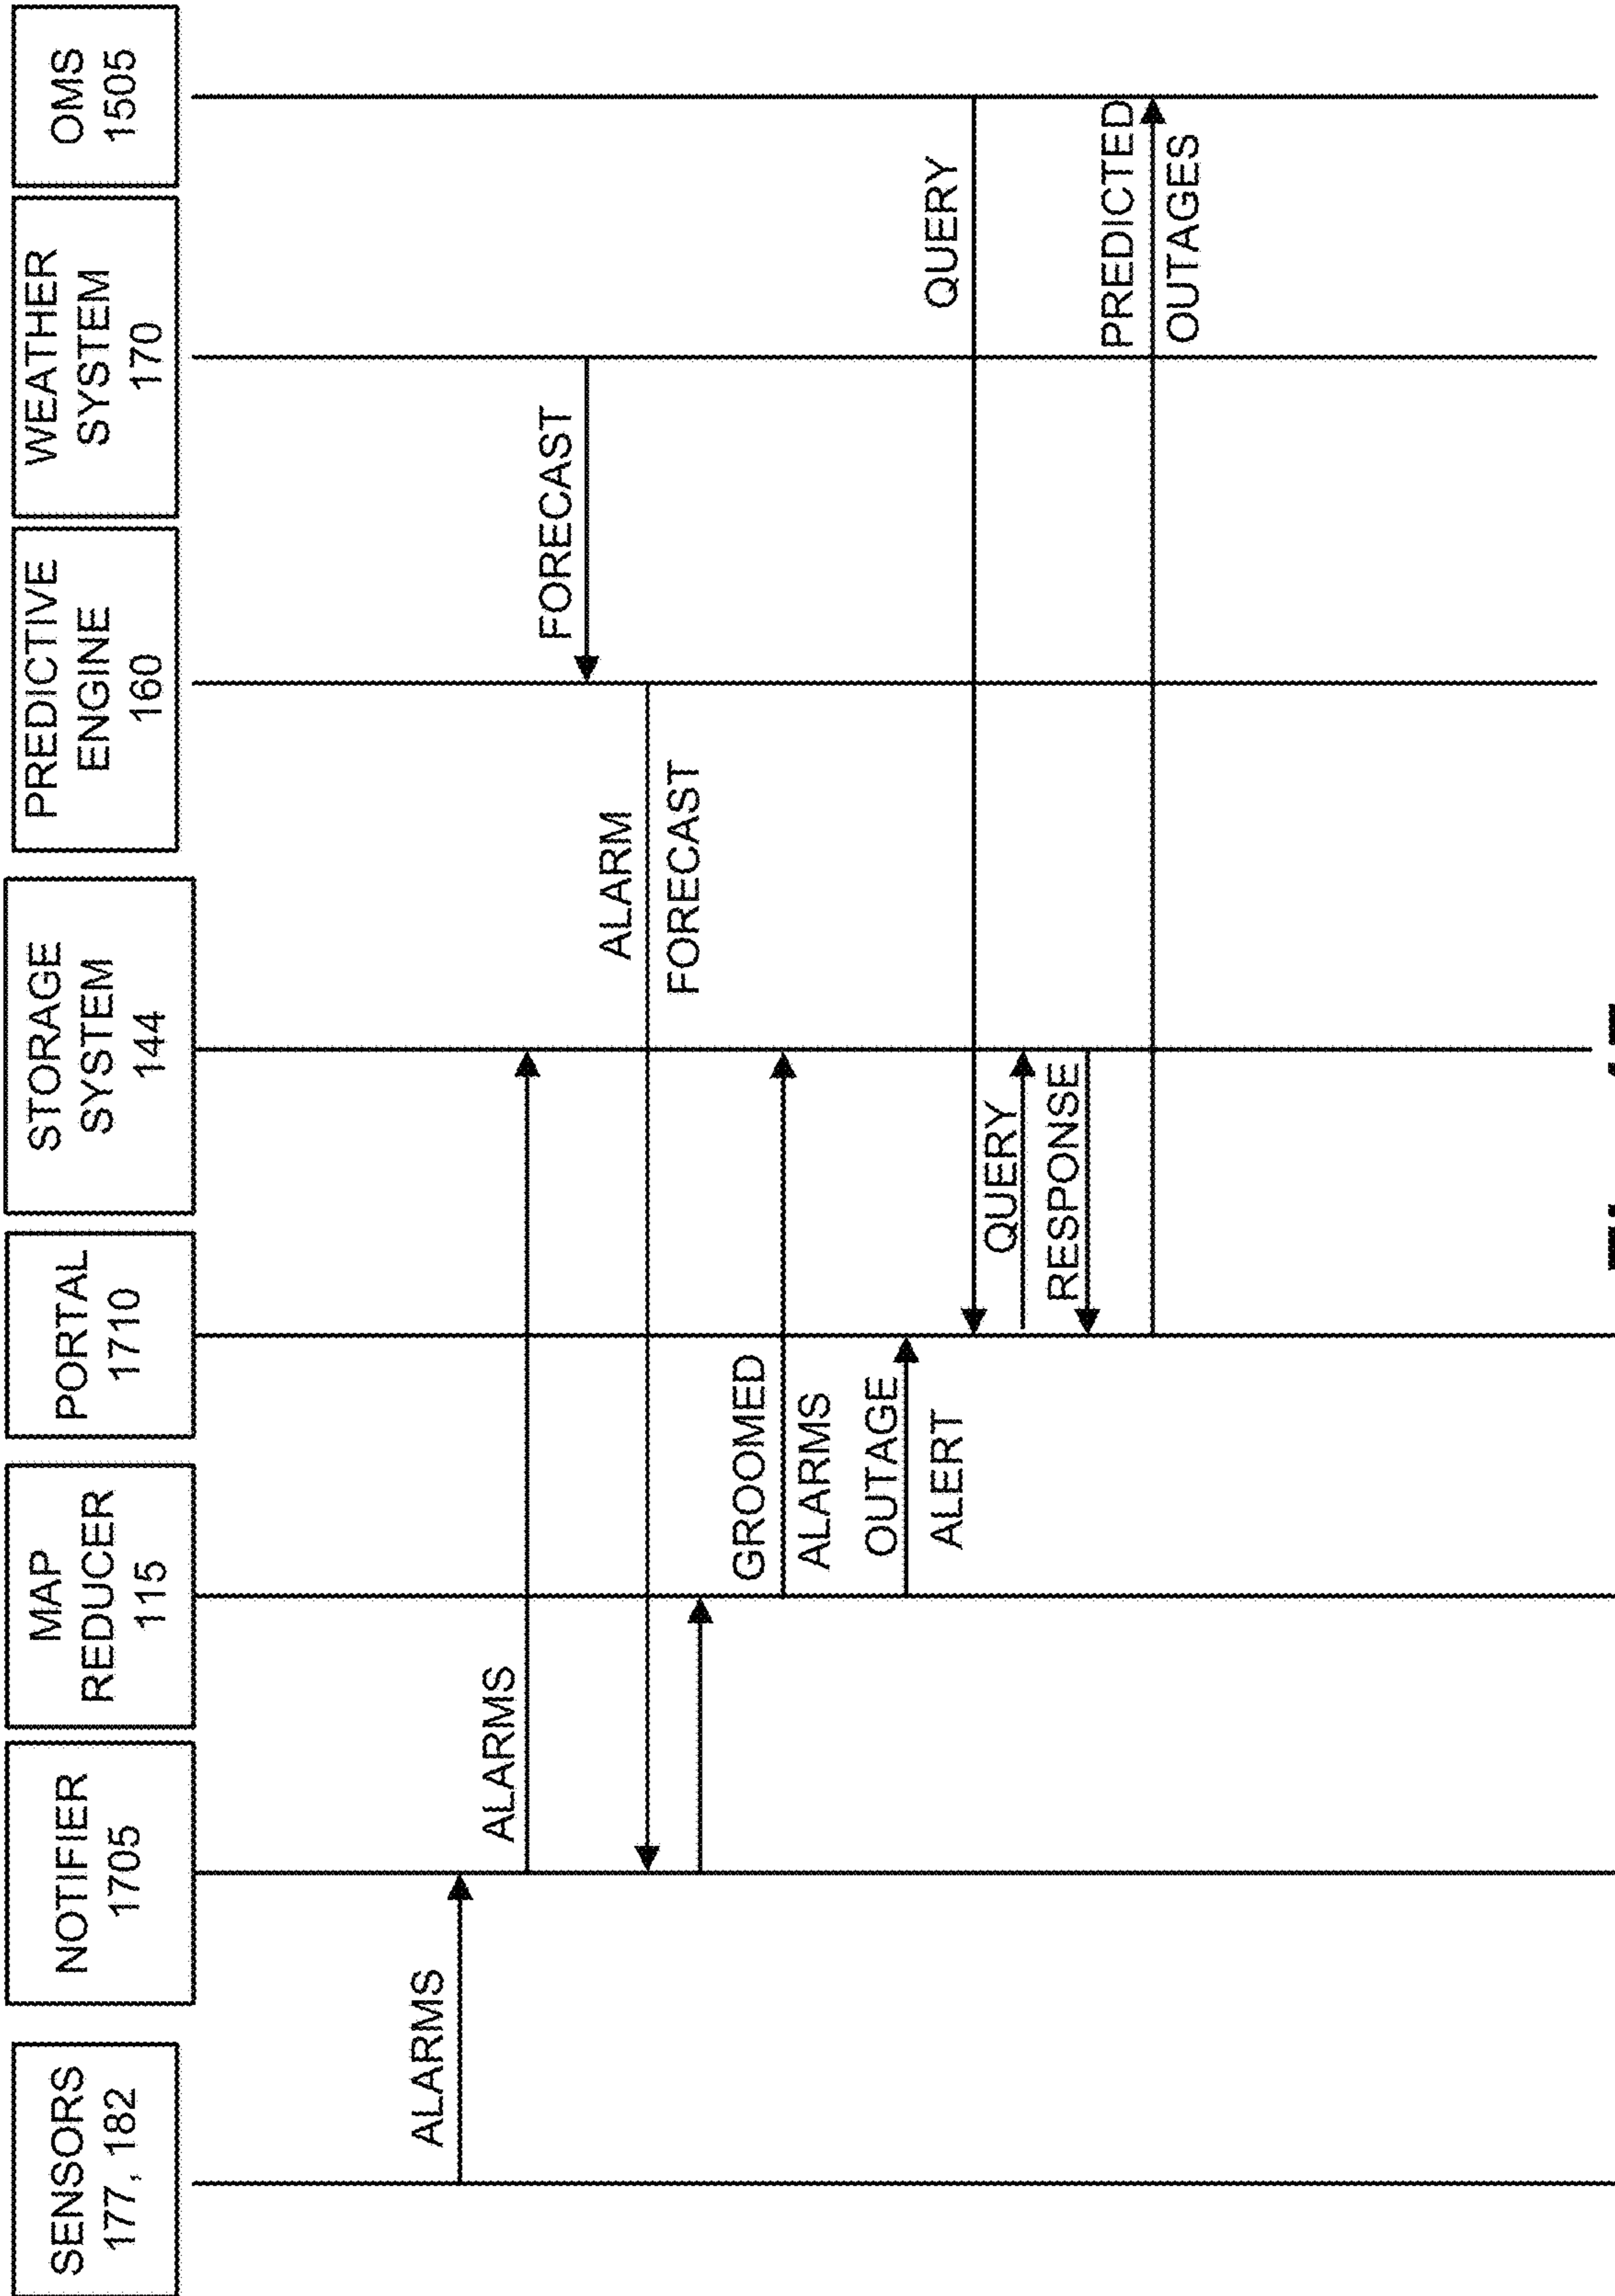 SENSORS
177, 182
NOTIFIER
1705
MAP
REDUCER
115
PORTAL
1710
STORAGE
SYSTEM
144
PREDICTIVE
ENGINE
160
WEATHER
SYSTEM
170
OMS
1505
ALARMS
ALARMS
FORECAST
ALARM
FORECAST
GROOMED
ALARMS
OUTAGE
ALERT
QUERY
QUERY
RESPONSE
PREDICTED
OUTAGES